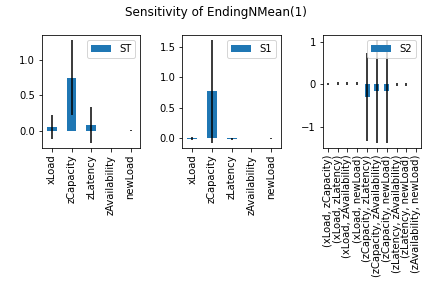 Sensitivity of EndingNMean(1)
ST
1.0
0.5
0.0
xLoad
zCapacity
zLatency
zAvailability
newLoad
S1
1.5
1.0
0.5
0.0
xLoad
zCapacity
zLatency
zAvailability
newLoad
S2
1
0
−1
(xLoad, zCapacity)
(xLoad, zLatency)
(xLoad, zAvailability)
(xLoad, newLoad)
(zCapacity, zLatency)
(zCapacity, zAvailability)
(zCapacity, newLoad)
(zLatency, zAvailability)
(zLatency, newLoad)
(zAvailability, newLoad)